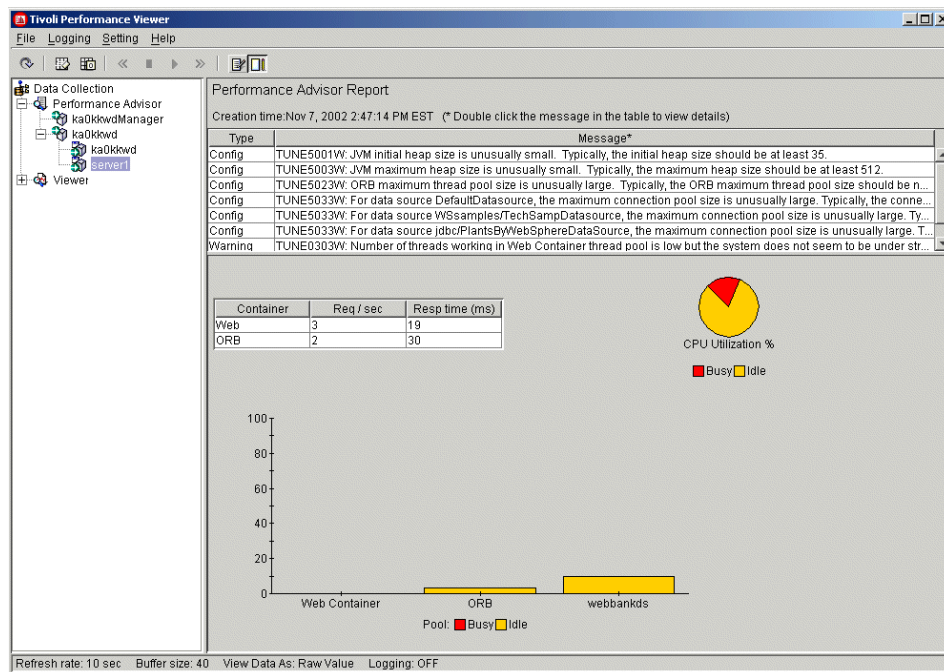 Tivoli Performance Viewer
File Logging Setting Help
Data Collection
Performance Advisor
ka0kkwdManager
ka0kkwd
ka0kkwd
server1
Viewer
Performance Advisor Report
Creation time:Nov 7, 2002 2:47:14 PM EST (* Double click the message in the table to view details)
Type Message*
Config TUNE5001W: JVM initial heap size is unusually small. Typically, the initial heap size should be at least 35.
Config TUNE5003W: JVM maximum heap size is unusually small. Typically, the maximum heap size should be at least 512.
Config TUNE5023W: ORB maximum thread pool size is unusually large. Typically, the ORB maximum thread pool size should be n...
Config TUNE5033W: For data source DefaultDatasource, the maximum connection pool size is unusually large. Typically, the conne...
Config TUNE5033W: For data source WSsamples/TechSampDatasource, the maximum connection pool size is unusually large. Ty...
Config TUNE5033W: For data source jdbc/PlantsByWebSphereDataSource, the maximum connection pool size is unusually large. T...
Warning TUNE0303W: Number of threads working in Web Container thread pool is low but the system does not seem to be under str...
Container Req / sec Resp time (ms)
Web 3 19
ORB 2 30
CPU Utilization %
Busy Idle
100
80
60
40
20
0
Web Container ORB webbankds
Pool: Busy Idle
Refresh rate: 10 sec Buffer size: 40 View Data As: Raw Value Logging: OFF